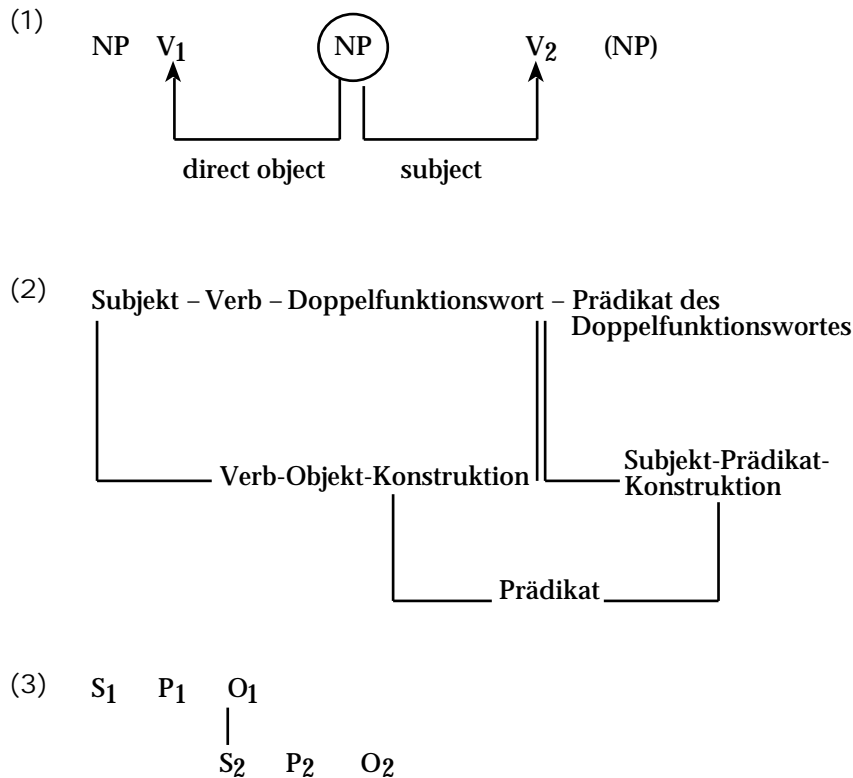 (1)
NP V₁ NP V₂ (NP)
direct object subject
(2) Subjekt – Verb – Doppelfunktionswort – Prädikat des
Doppelfunktionswortes
Verb-Objekt-Konstruktion Subjekt-Prädikat-
Konstruktion
Prädikat
(3) S₁ P₁ O₁
S₂ P₂ O₂